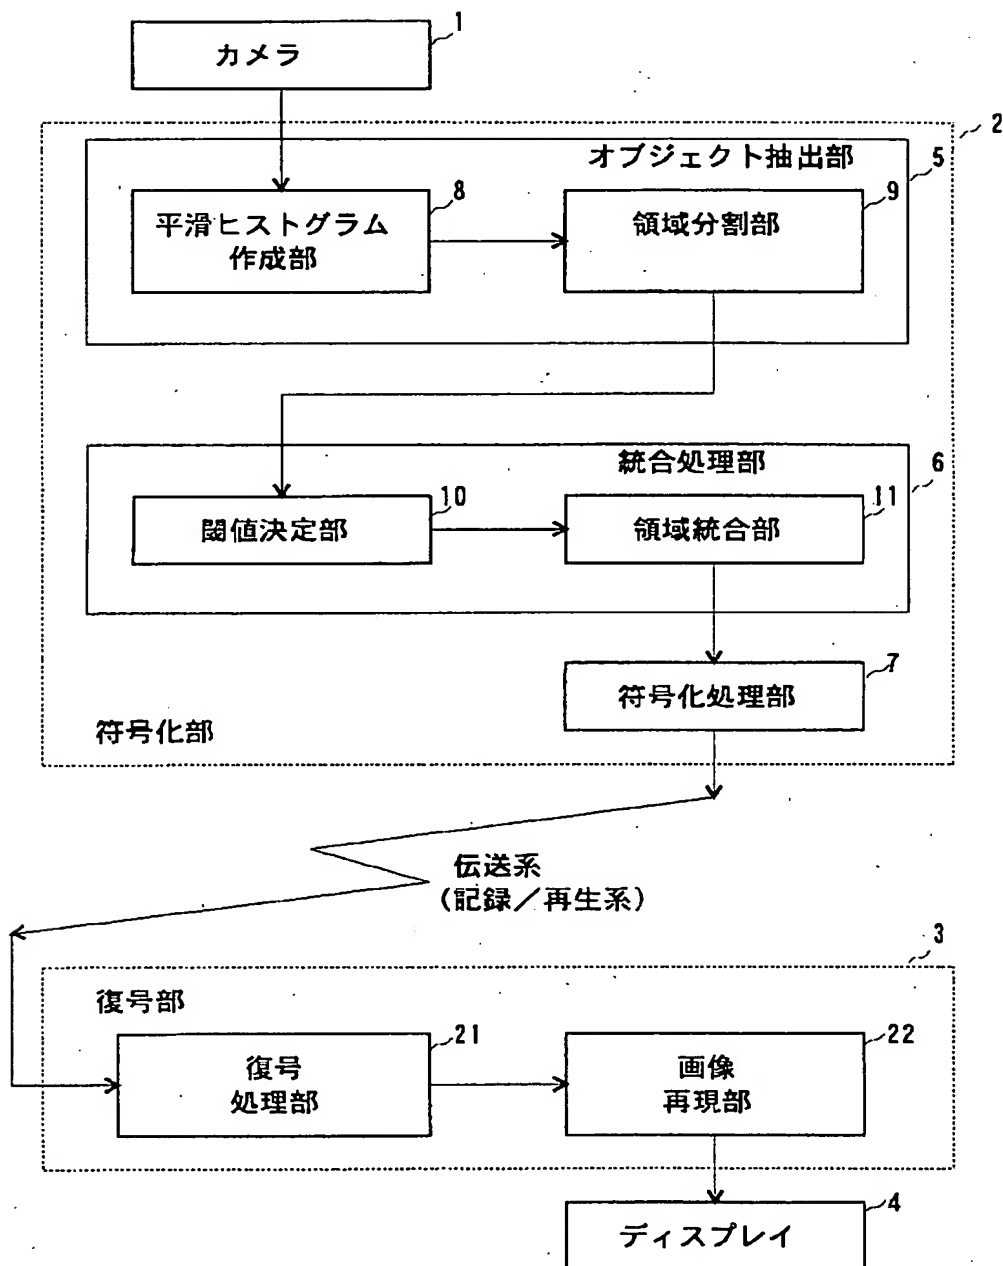 1
カメラ
2
オブジェクト抽出部
5
8
平滑ヒストグラム
作成部
9
領域分割部
統合処理部
6
10
閾値決定部
11
領域統合部
7
符号化処理部
符号化部
伝送系
(記録/再生系)
3
復号部
21
復号
処理部
22
画像
再現部
4
ディスプレイ